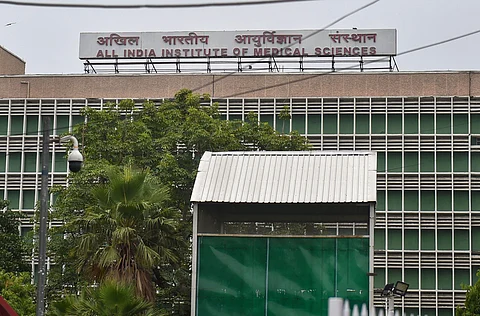 अखिल भारतीय आयुर्विज्ञान संस्थान
ALL INDIA INSTITUTE OF MEDICAL SCIENCES